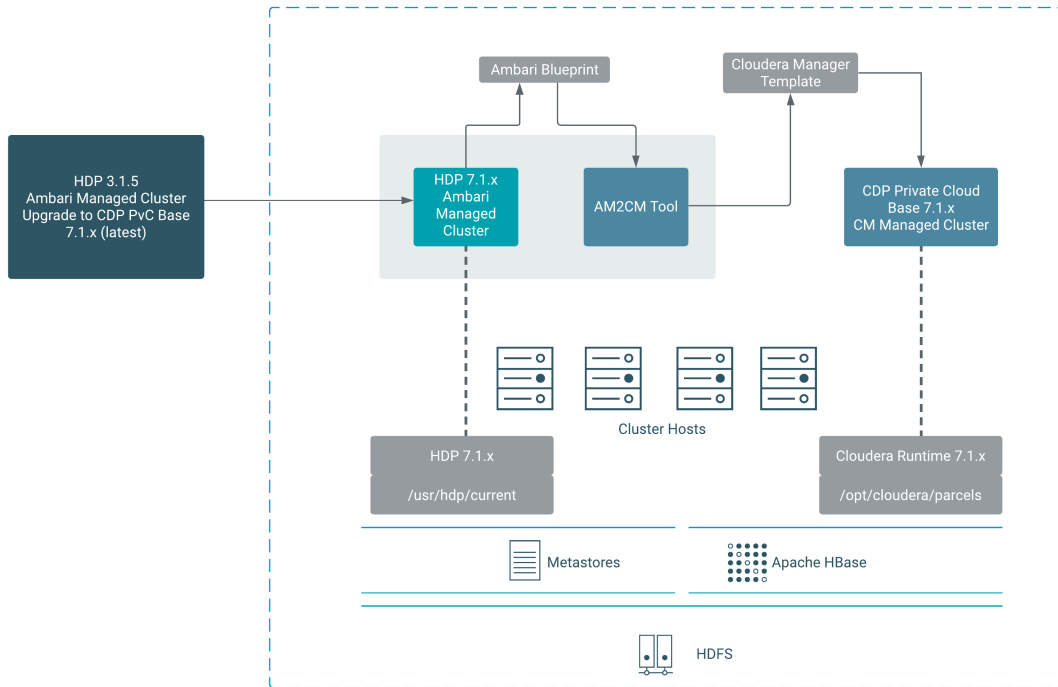 Ambari Blueprint
Cloudera Manager
Template
HDP 3.1.5
Ambari Managed Cluster
Upgrade to CDP PvC Base
7.1.x (latest)
HDP 7.1.x
Ambari
Managed
Cluster
AM2CM Tool
CDP Private Cloud
Base 7.1.x
CM Managed Cluster
Cluster Hosts
HDP 7.1.x
/usr/hdp/current
Cloudera Runtime 7.1.x
/opt/cloudera/parcels
Metastores
Apache HBase
HDFS